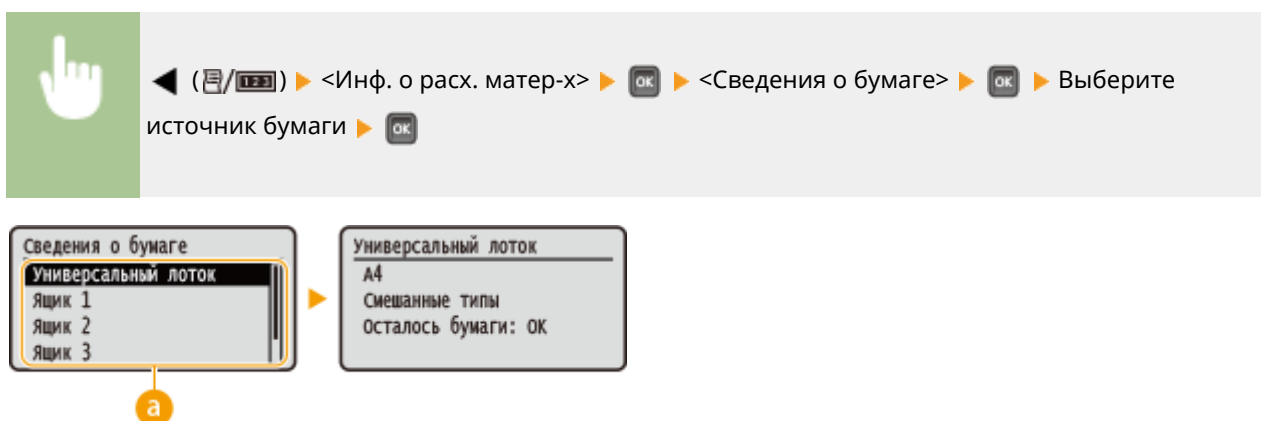 ◀ (/123) ▶ <Инф. о расх. матер-х> ▶ OK ▶ <Сведения о бумаге> ▶ OK ▶ Выберите
источник бумаги ▶ OK
Сведения о бумаге
Универсальный лоток
Ящик 1
Ящик 2
Ящик 3
a
Универсальный лоток
A4
Смешанные типы
Осталось бумаги: OK